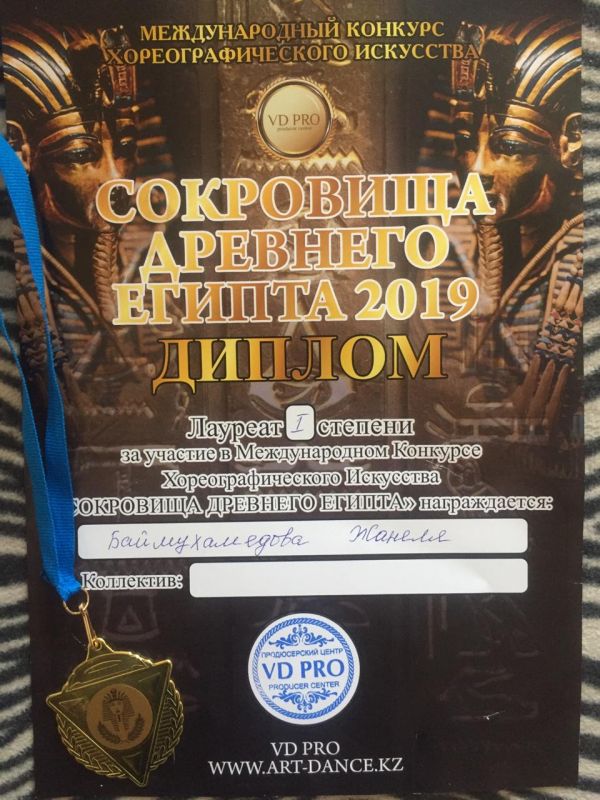 МЕЖДУНАРОДНЫЙ КОНКУРС
ХОРЕОГРАФИЧЕСКОГО ИСКУССТВА
VD PRO
producer center
СОКРОВИЩА
ДРЕВНЕГО
ЕГИПТА 2019
ДИПЛОМ
Лауреат I степени
за участие в Международном Конкурсе
Хореографического Искусства
СОКРОВИЩА ДРЕВНЕГО ЕГИПТА» награждается:
Баймухамедова Жанеля
Коллектив:
ПРОДЮСЕРСКИЙ ЦЕНТР
VD PRO
PRODUCER CENTER
VD PRO
WWW.ART-DANCE.KZ